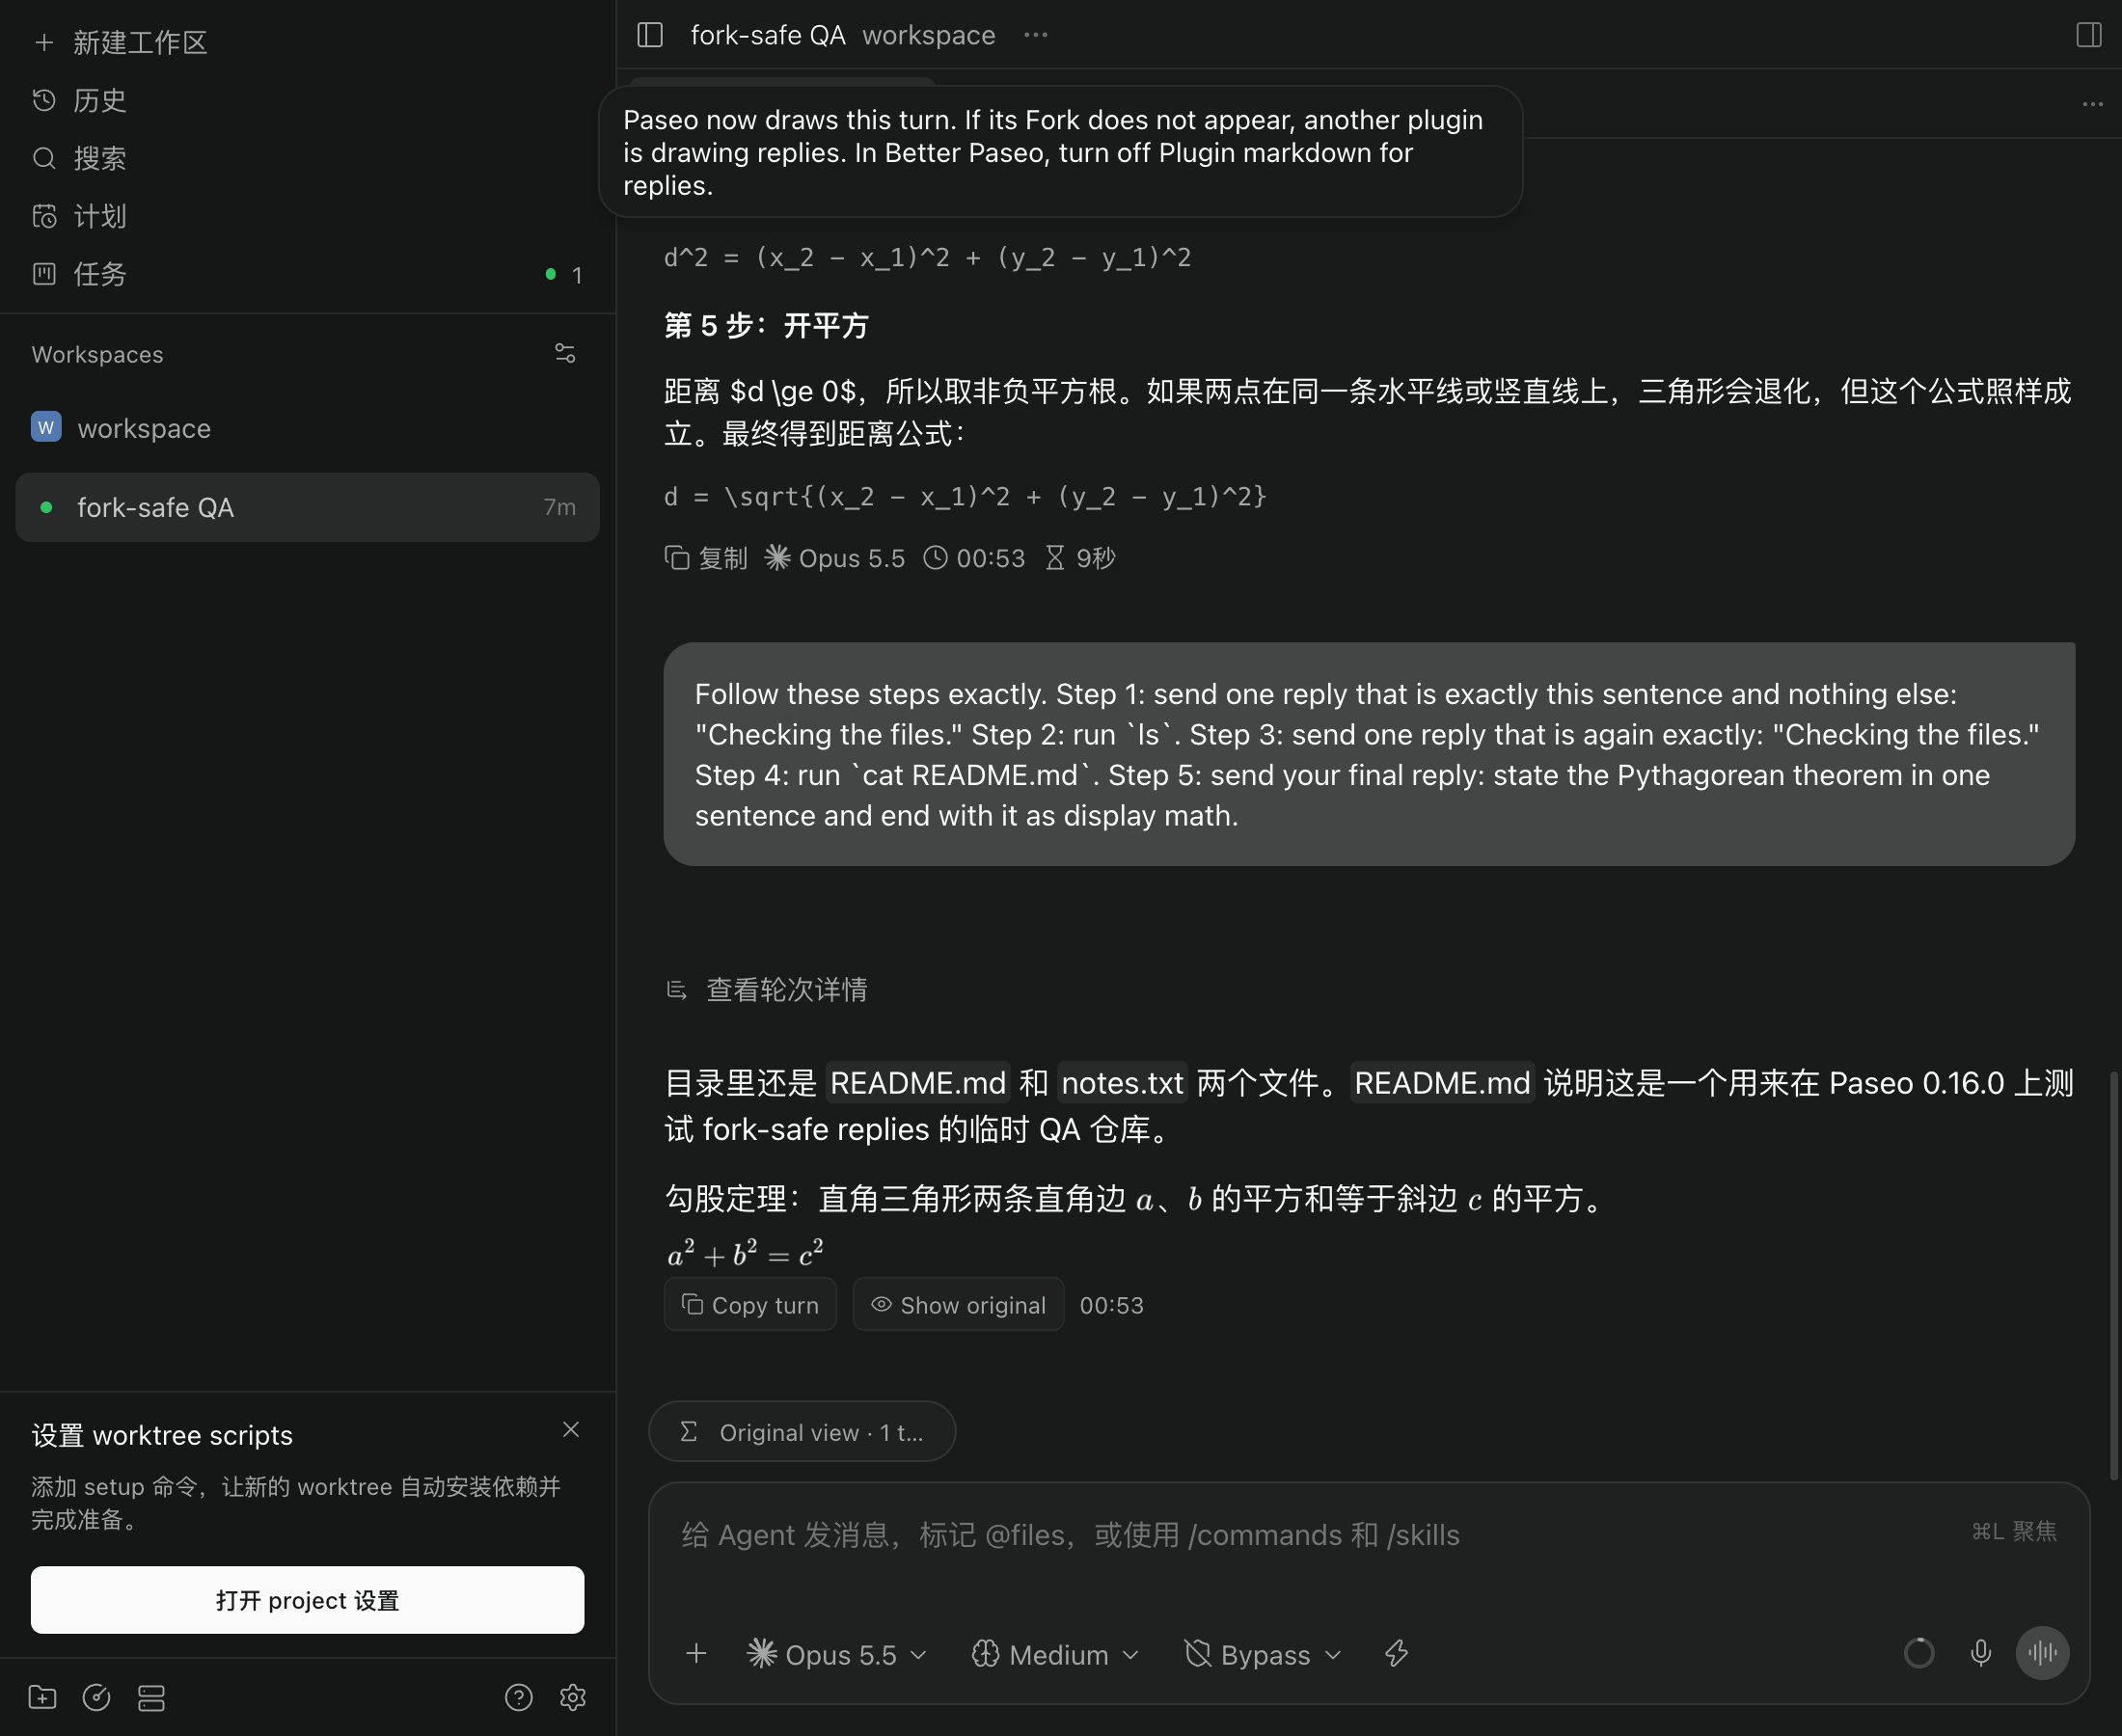 新建工作区
历史
搜索
计划
任务
1
Workspaces
W workspace
fork-safe QA
7m
设置 worktree scripts
添加 setup 命令，让新的 worktree 自动安装依赖并
完成准备。
打开 project 设置
fork-safe QA workspace
Paseo now draws this turn. If its Fork does not appear, another plugin
is drawing replies. In Better Paseo, turn off Plugin markdown for
replies.
d^2 = (x_2 − x_1)^2 + (y_2 − y_1)^2
第 5 步：开平方
距离 $d \ge 0$，所以取非负平方根。如果两点在同一条水平线或竖直线上，三角形会退化，但这个公式照样成
立。最终得到距离公式：
d = \sqrt{(x_2 − x_1)^2 + (y_2 − y_1)^2}
复制 Opus 5.5 00:53 9秒
Follow these steps exactly. Step 1: send one reply that is exactly this sentence and nothing else:
"Checking the files." Step 2: run `ls`. Step 3: send one reply that is again exactly: "Checking the files."
Step 4: run `cat README.md`. Step 5: send your final reply: state the Pythagorean theorem in one
sentence and end with it as display math.
查看轮次详情
目录里还是 README.md 和 notes.txt 两个文件。README.md 说明这是一个用来在 Paseo 0.16.0 上测
试 fork-safe replies 的临时 QA 仓库。
勾股定理：直角三角形两条直角边 a、b 的平方和等于斜边 c 的平方。
a² + b² = c²
Copy turn Show original 00:53
Σ Original view · 1 t...
给 Agent 发消息，标记 @files，或使用 /commands 和 /skills
⌘L 聚焦
Opus 5.5 Medium Bypass